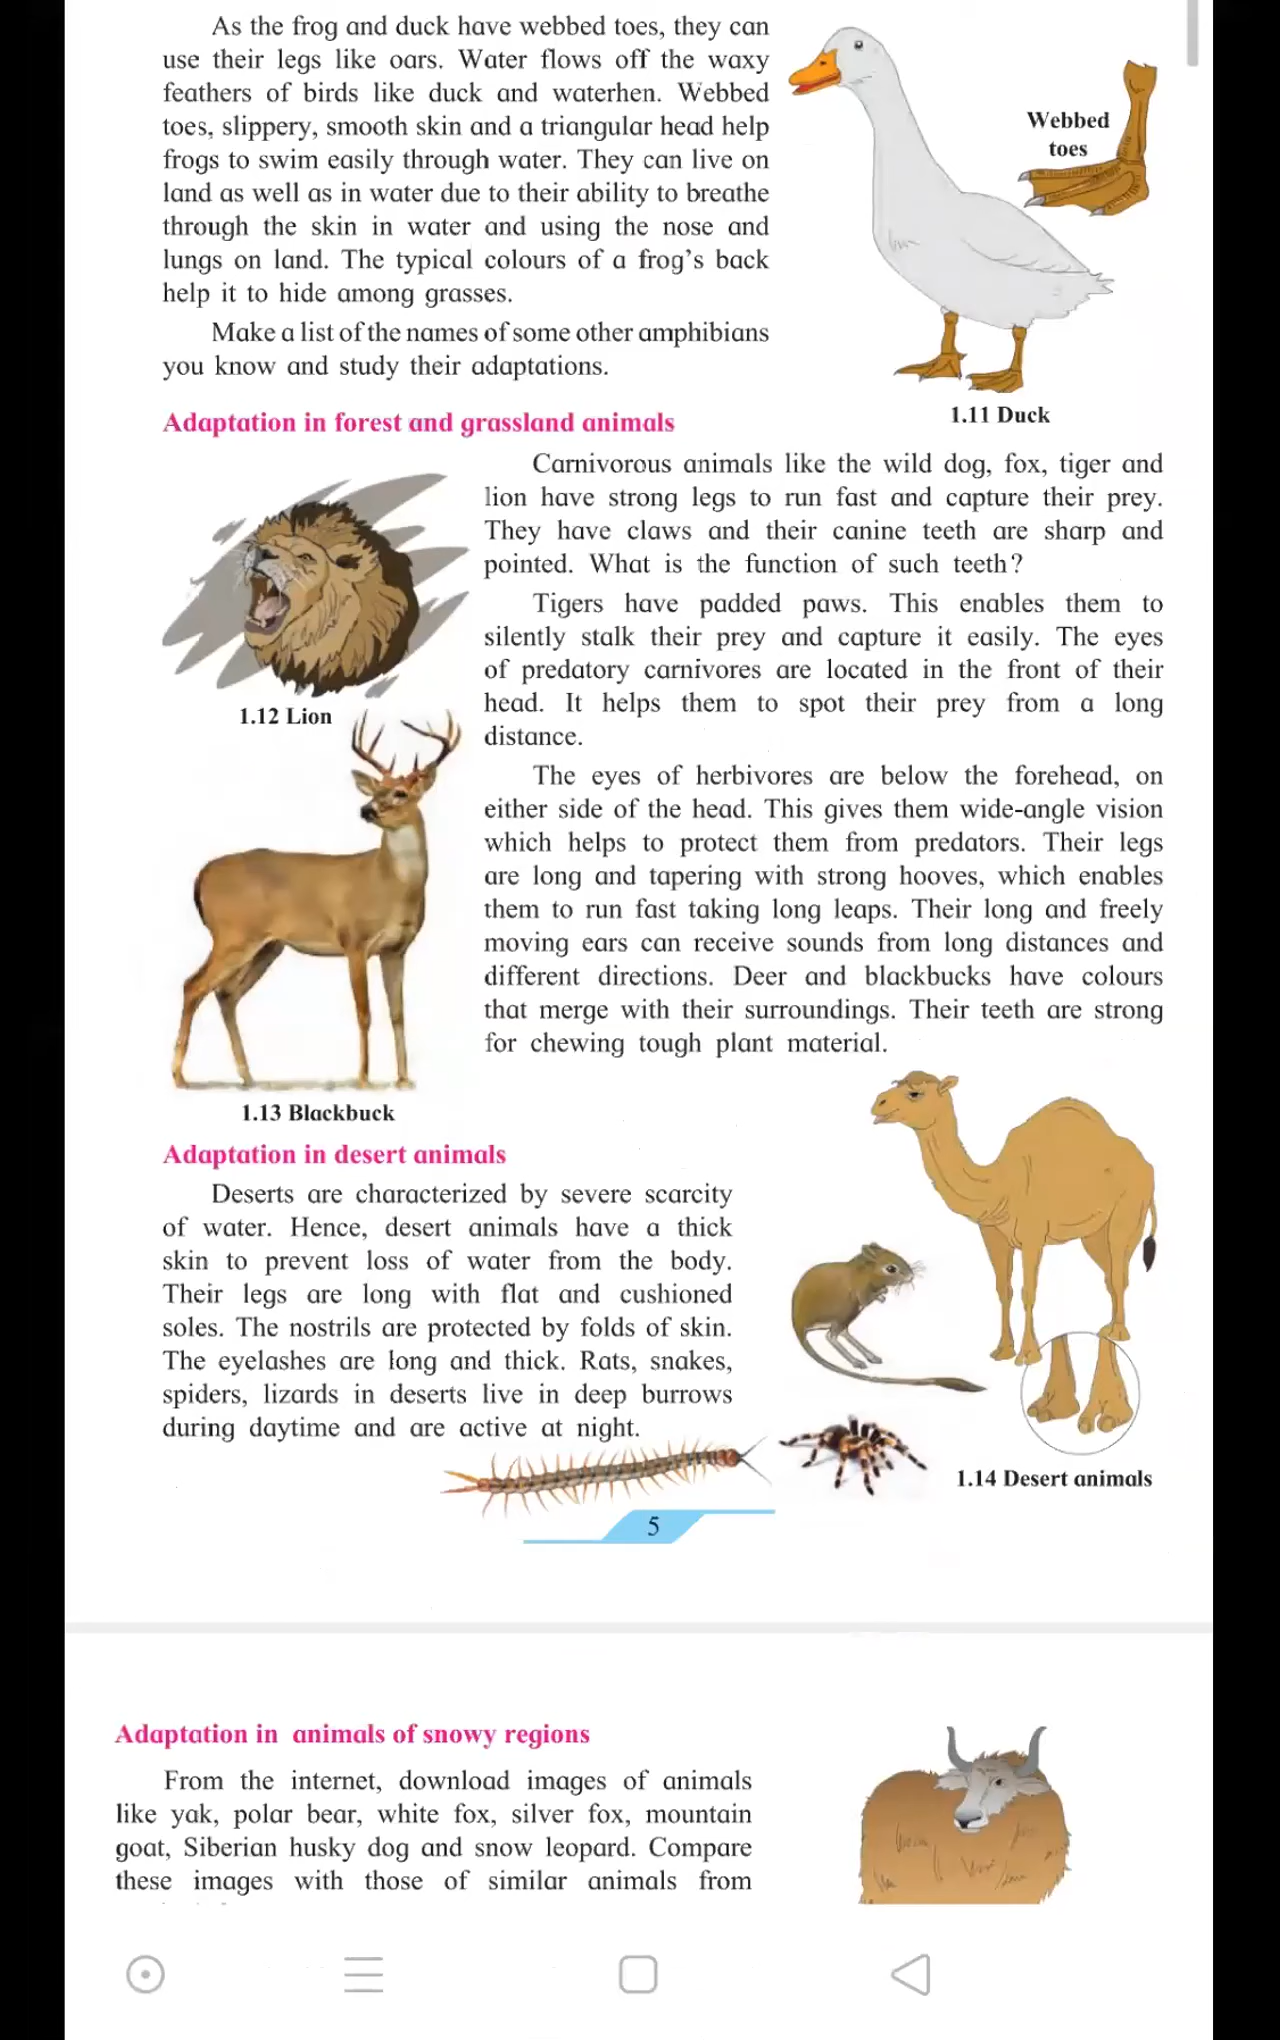 As the frog and duck have webbed toes, they can
use their legs like oars. Water flows off the waxy
feathers of birds like duck and waterhen. Webbed
toes, slippery, smooth skin and a triangular head help
frogs to swim easily through water. They can live on
land as well as in water due to their ability to breathe
through the skin in water and using the nose and
lungs on land. The typical colours of a frog's back
help it to hide among grasses.
Make a list of the names of some other amphibians
you know and study their adaptations.
Webbed
toes
1.11 Duck
Adaptation in forest and grassland animals
Carnivorous animals like the wild dog, fox, tiger and
lion have strong legs to run fast and capture their prey.
They have claws and their canine teeth are sharp and
pointed. What is the function of such teeth?
Tigers have padded paws. This enables them to
silently stalk their prey and capture it easily. The eyes
of predatory carnivores are located in the front of their
head. It helps them to spot their prey from a long
distance.
1.12 Lion
The eyes of herbivores are below the forehead, on
either side of the head. This gives them wide-angle vision
which helps to protect them from predators. Their legs
are long and tapering with strong hooves, which enables
them to run fast taking long leaps. Their long and freely
moving ears can receive sounds from long distances and
different directions. Deer and blackbucks have colours
that merge with their surroundings. Their teeth are strong
for chewing tough plant material.
1.13 Blackbuck
Adaptation in desert animals
Deserts are characterized by severe scarcity
of water. Hence, desert animals have a thick
skin to prevent loss of water from the body.
Their legs are long with flat and cushioned
soles. The nostrils are protected by folds of skin.
The eyelashes are long and thick. Rats, snakes,
spiders, lizards in deserts live in deep burrows
during daytime and are active at night.
1.14 Desert animals
5
Adaptation in animals of snowy regions
From the internet, download images of animals
like yak, polar bear, white fox, silver fox, mountain
goat, Siberian husky dog and snow leopard. Compare
these images with those of similar animals from